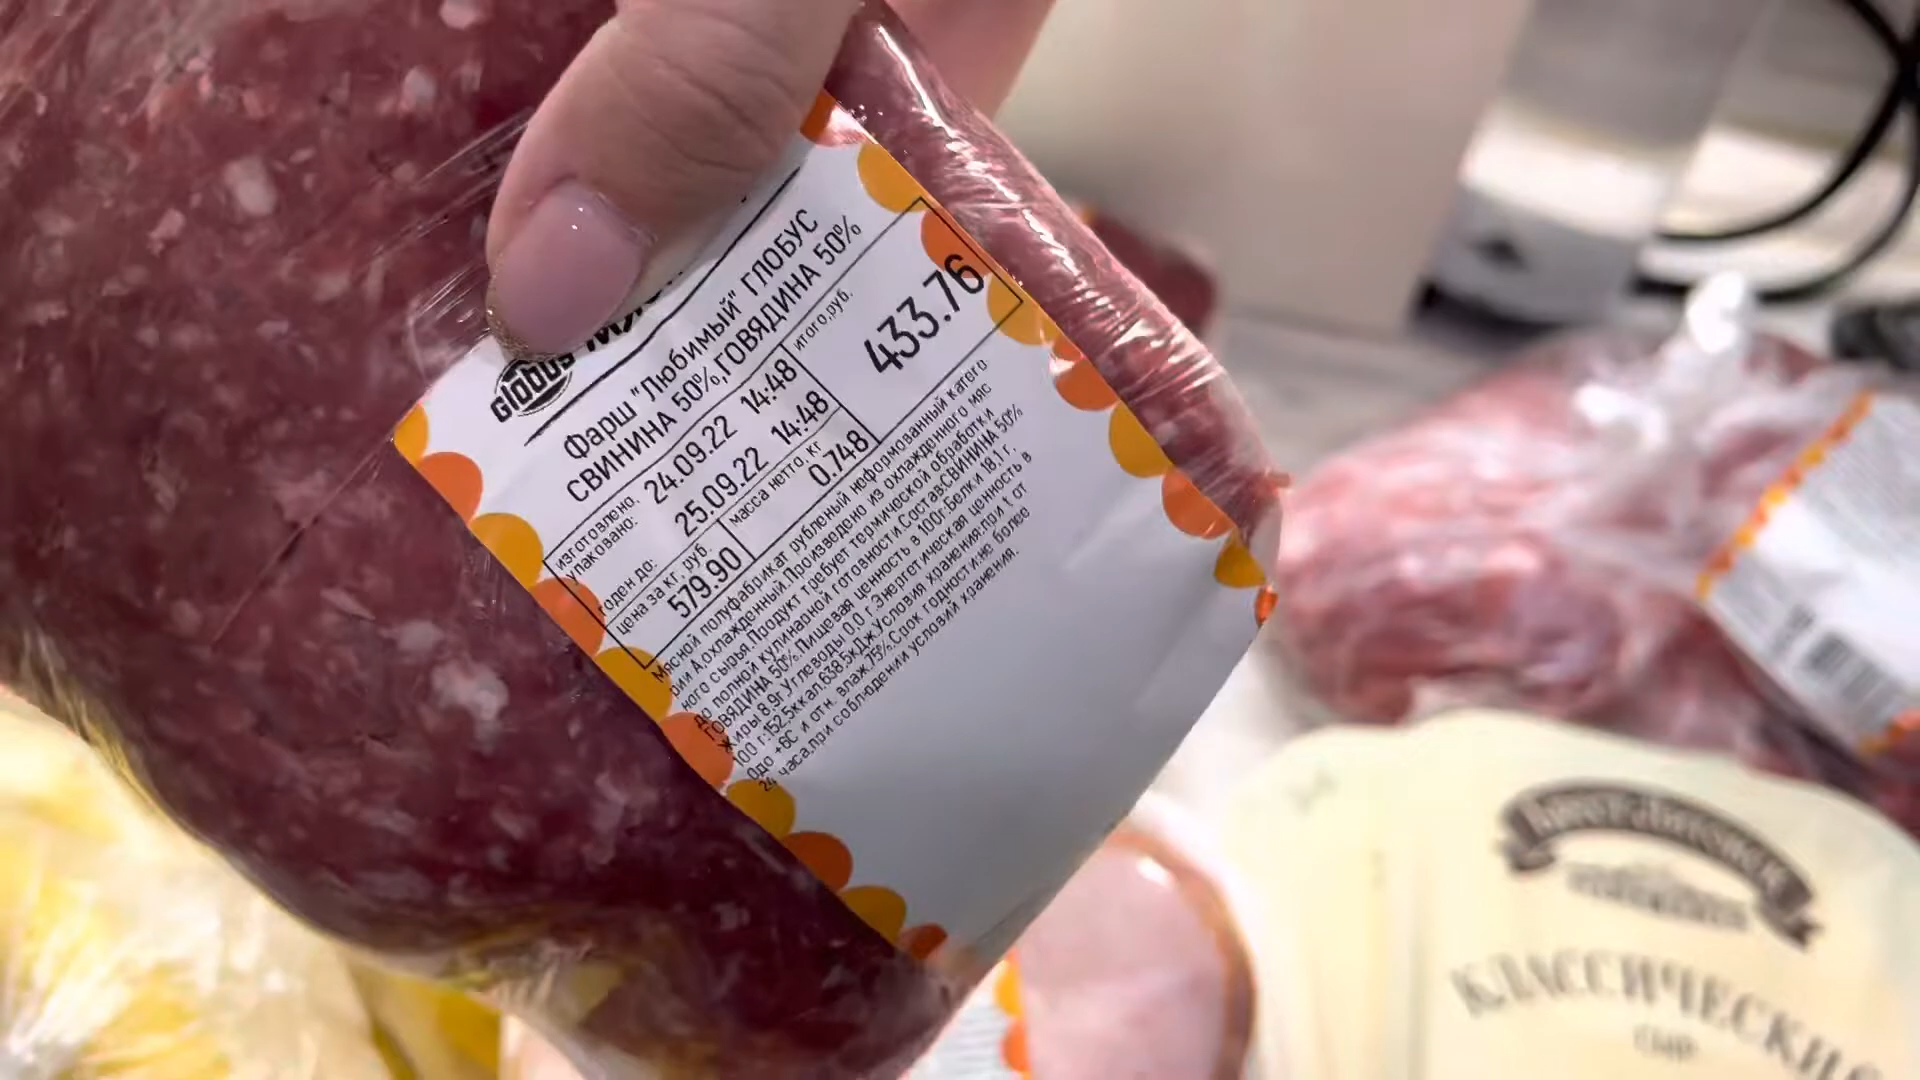 Globus
Фарш "Любимый" ГЛОБУС
СВИНИНА 50%,ГОВЯДИНА 50%
изготовлено,
упаковано:
24.09.22 14:48
итого,руб.
433.76
годен до:
25.09.22 14:48
цена за кг, руб.
579.90
масса нетто, кг
0.748
Мясной полуфабрикат рубленый неформованный катего
рии А,охлажденный.Произведено из охлажденного мяс
ного сырья.Продукт требует термической обработки
до полной кулинарной готовности.Состав:СВИНИНА 50%
ГОВЯДИНА 50%.Пищевая ценность в 100г:Белки 18.1 г,
Жиры 8.9г,Углеводы 0,0 г.Энергетическая ценность в
100 г:152,5ккал,638.5кДж.Условия хранения:при t от
0до +6С и отн. влаж.75%.Срок годности:не более
24 часа,при соблюдении условий хранения.
Брест-Литовск
КЛАССИЧЕСКИЙ
СЫР